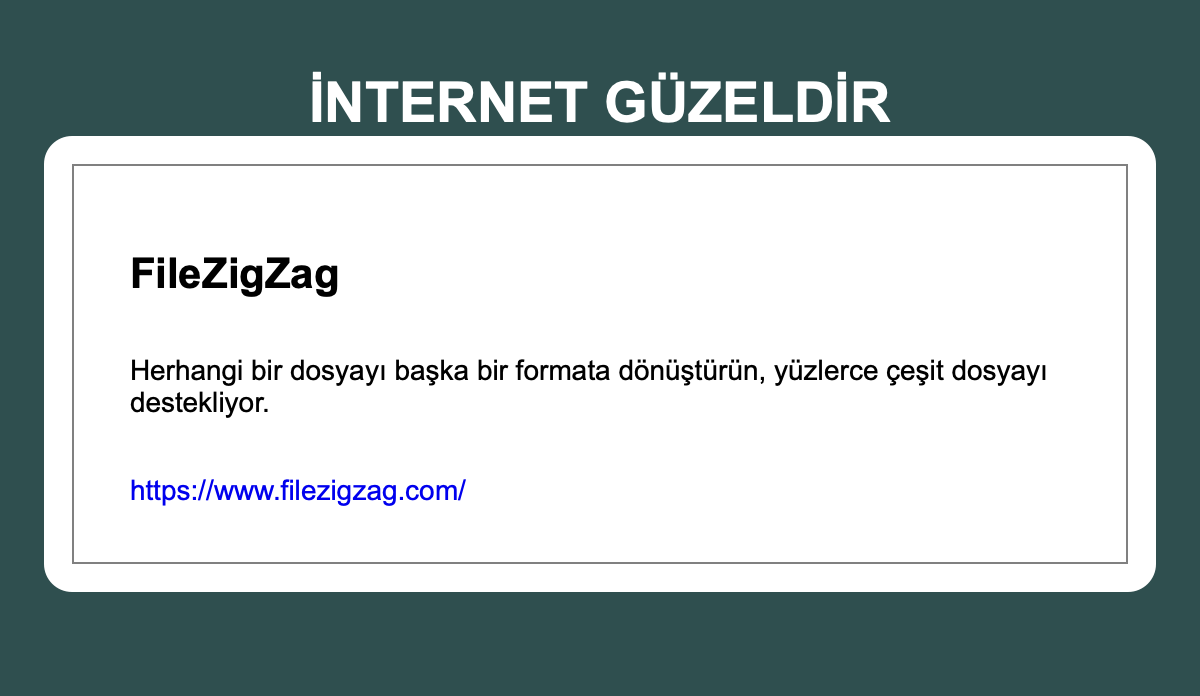 İNTERNET GÜZELDİR
FileZigZag
Herhangi bir dosyayı başka bir formata dönüştürün, yüzlerce çeşit dosyayı
destekliyor.
https://www.filezigzag.com/